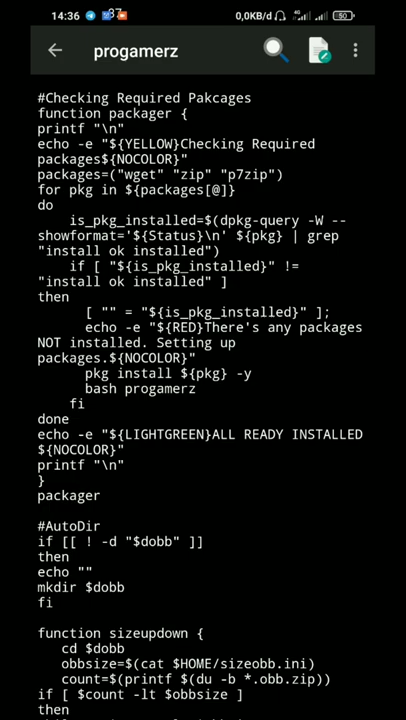 14:36
0,0KB/d
4G
50
progamerz
#Checking Required Pakcages
function packager {
printf "\n"
echo -e "${YELLOW}Checking Required
packages${NOCOLOR}"
packages=("wget" "zip" "p7zip")
for pkg in ${packages[@]}
do
    is_pkg_installed=$(dpkg-query -W --
showformat='${Status}\n' ${pkg} | grep
"install ok installed")
    if [ "${is_pkg_installed}" !=
"install ok installed" ]
then
      [ "" = "${is_pkg_installed}" ];
      echo -e "${RED}There's any packages
NOT installed. Setting up
packages.${NOCOLOR}"
      pkg install ${pkg} -y
      bash progamerz
    fi
done
echo -e "${LIGHTGREEN}ALL READY INSTALLED
${NOCOLOR}"
printf "\n"
}
packager

#AutoDir
if [[ ! -d "$dobb" ]]
then
echo ""
mkdir $dobb
fi

function sizeupdown {
   cd $dobb
   obbsize=$(cat $HOME/sizeobb.ini)
   count=$(printf $(du -b *.obb.zip))
if [ $count -lt $obbsize ]
then